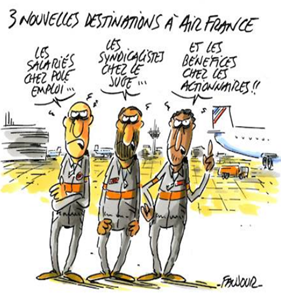 3 NOUVELLES DESTINATIONS À AIR FRANCE
LES
SALARIÉS
CHEZ POLE
EMPLOI...
LES
SYNDICALISTES
CHEZ LE
JUGE...
ET LES
BÉNÉFICES
CHEZ LES
ACTIONNAIRES!!
FAUJOUR